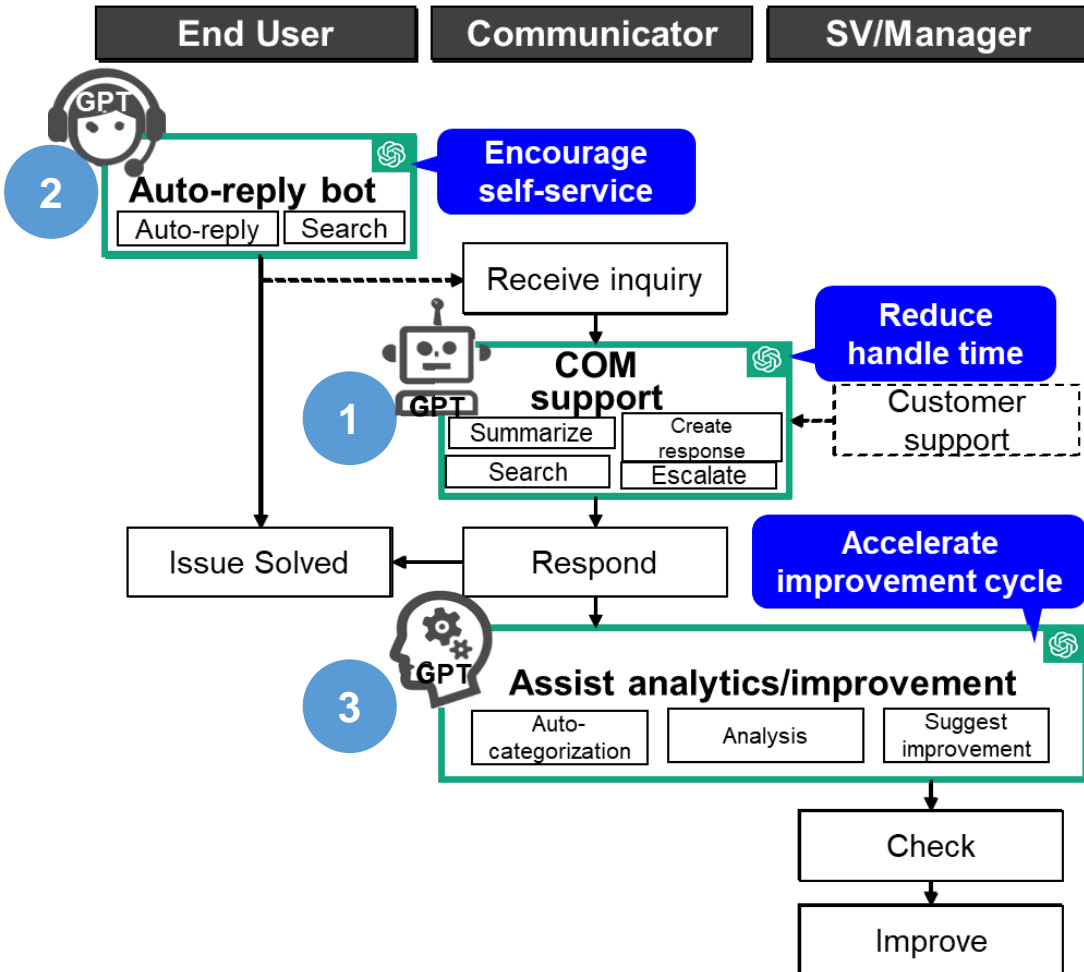 End User
Communicator
SV/Manager
GPT
2
Auto-reply bot
Auto-reply
Search
Encourage
self-service
Receive inquiry
Reduce
handle time
1
GPT
COM
support
Summarize
Create
response
Search
Escalate
Customer
support
Issue Solved
Respond
Accelerate
improvement cycle
3
GPT
Assist analytics/improvement
Auto-
categorization
Analysis
Suggest
improvement
Check
Improve